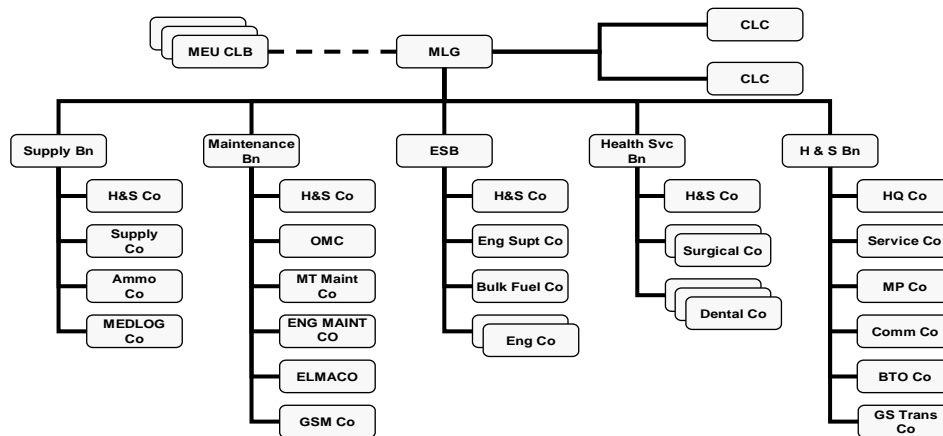 CLC
MEU CLB
MLG
CLC
Supply Bn
Maintenance
Bn
ESB
Health Svc
Bn
H & S Bn
H&S Co
H&S Co
H&S Co
H&S Co
HQ Co
Supply
Co
OMC
Eng Supt Co
Surgical Co
Service Co
Ammo
Co
MT Maint
Co
Bulk Fuel Co
Dental Co
MP Co
MEDLOG
Co
ENG MAINT
CO
Eng Co
Comm Co
ELMACO
BTO Co
GSM Co
GS Trans
Co